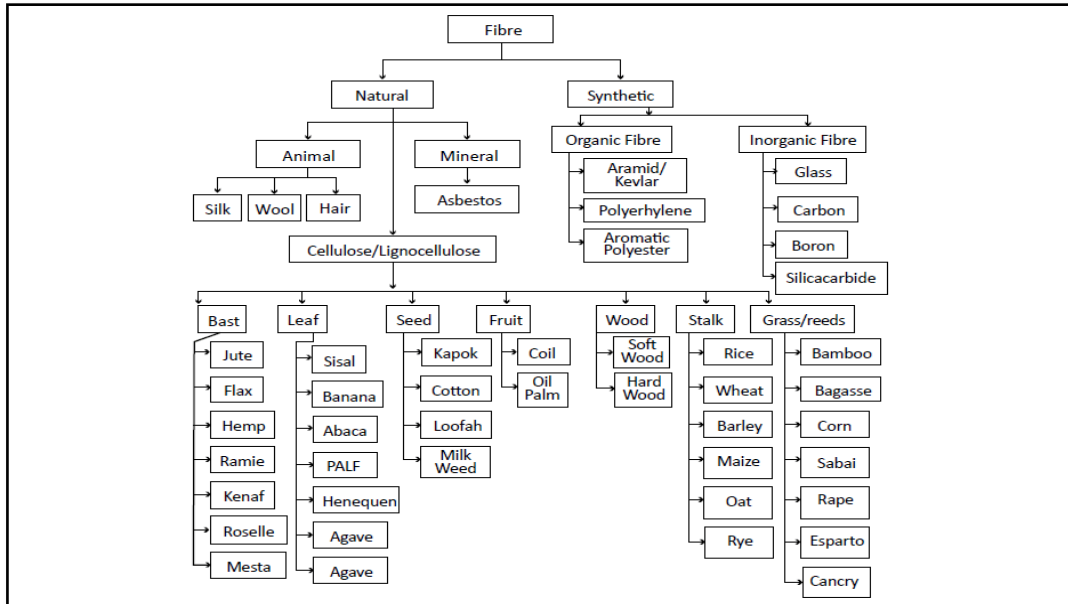 Fibre
Natural
Synthetic
Animal
Mineral
Organic Fibre
Inorganic Fibre
Silk
Wool
Hair
Asbestos
Aramid/
Kevlar
Polyerhylene
Aromatic
Polyester
Glass
Carbon
Boron
Silicacarbide
Cellulose/Lignocellulose
Bast
Leaf
Seed
Fruit
Wood
Stalk
Grass/reeds
Jute
Flax
Hemp
Ramie
Kenaf
Roselle
Mesta
Sisal
Banana
Abaca
PALF
Henequen
Agave
Agave
Kapok
Cotton
Loofah
Milk
Weed
Coil
Oil
Palm
Soft
Wood
Hard
Wood
Rice
Wheat
Barley
Maize
Oat
Rye
Bamboo
Bagasse
Corn
Sabai
Rape
Esparto
Cancry